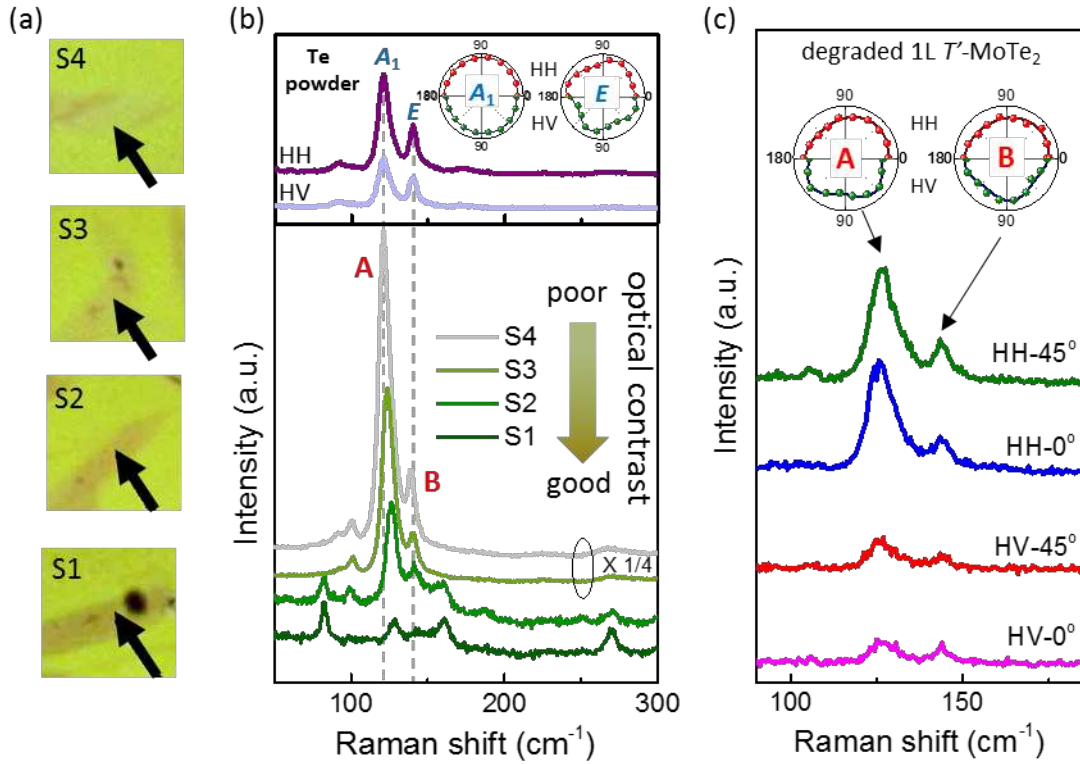 (a)
S4
S3
S2
S1
(b)
Te
powder
A₁
E
HH
HV
90
180
0
A₁
90
HH
HV
90
180
0
E
90
HH
HV
A
B
S4
S3
S2
S1
poor
good
optical contrast
X 1/4
Intensity (a.u.)
100
200
300
Raman shift (cm⁻¹)
(c)
degraded 1L T′-MoTe₂
90
180
0
A
90
HH
HV
90
180
0
B
90
HH-45°
HH-0°
HV-45°
HV-0°
Intensity (a.u.)
100
150
Raman shift (cm⁻¹)